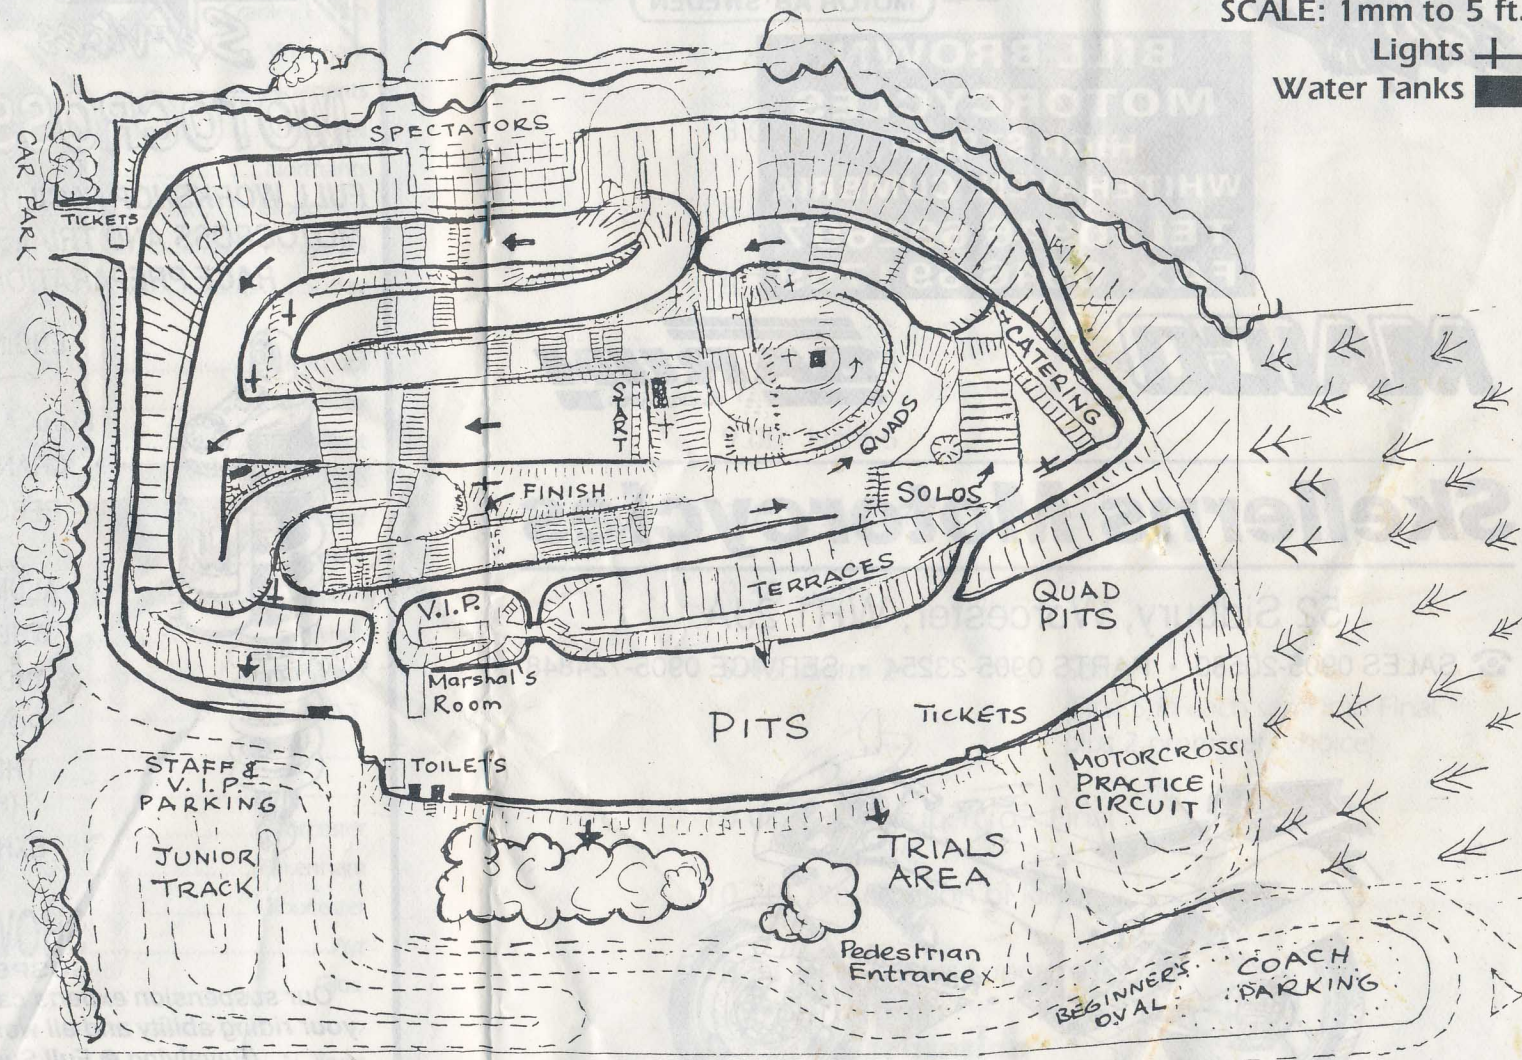 SCALE: 1mm to 5 ft.
Lights
Water Tanks
SPECTATORS
CAR PARK
TICKETS
CATERING
START
QUADS
FINISH
SOLOS
TERRACES
V.I.P.
QUAD
PITS
Marshal's
Room
PITS
TICKETS
TOILETS
STAFF &
V.I.P.
PARKING
MOTORCROSS
PRACTICE
CIRCUIT
JUNIOR
TRACK
TRIALS
AREA
Pedestrian
Entrance x
BEGINNER'S
OVAL
COACH
PARKING